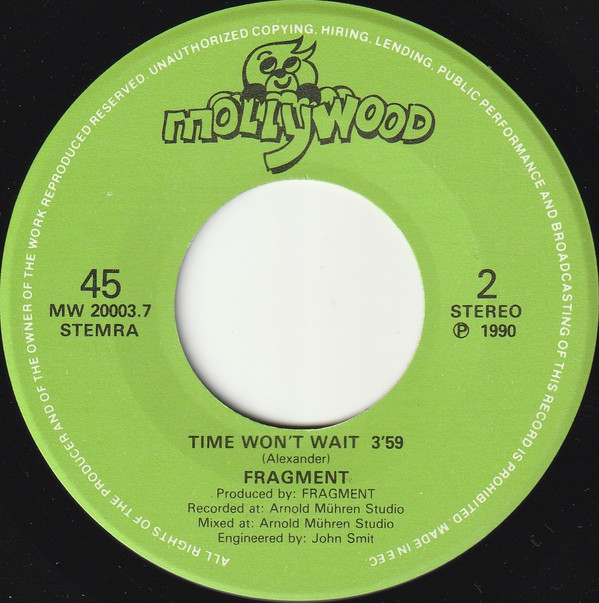 ALL RIGHTS OF THE PRODUCER AND OF THE OWNER OF THE WORK REPRODUCED RESERVED. UNAUTHORIZED COPYING, HIRING, LENDING, PUBLIC PERFORMANCE AND BROADCASTING OF THIS RECORD IS PROHIBITED. MADE IN EEC.
MOLLYWOOD
45
MW 20003.7
STEMRA
2
STEREO
℗ 1990
TIME WON'T WAIT 3'59
(Alexander)
FRAGMENT
Produced by: FRAGMENT
Recorded at: Arnold Mühren Studio
Mixed at: Arnold Mühren Studio
Engineered by: John Smit